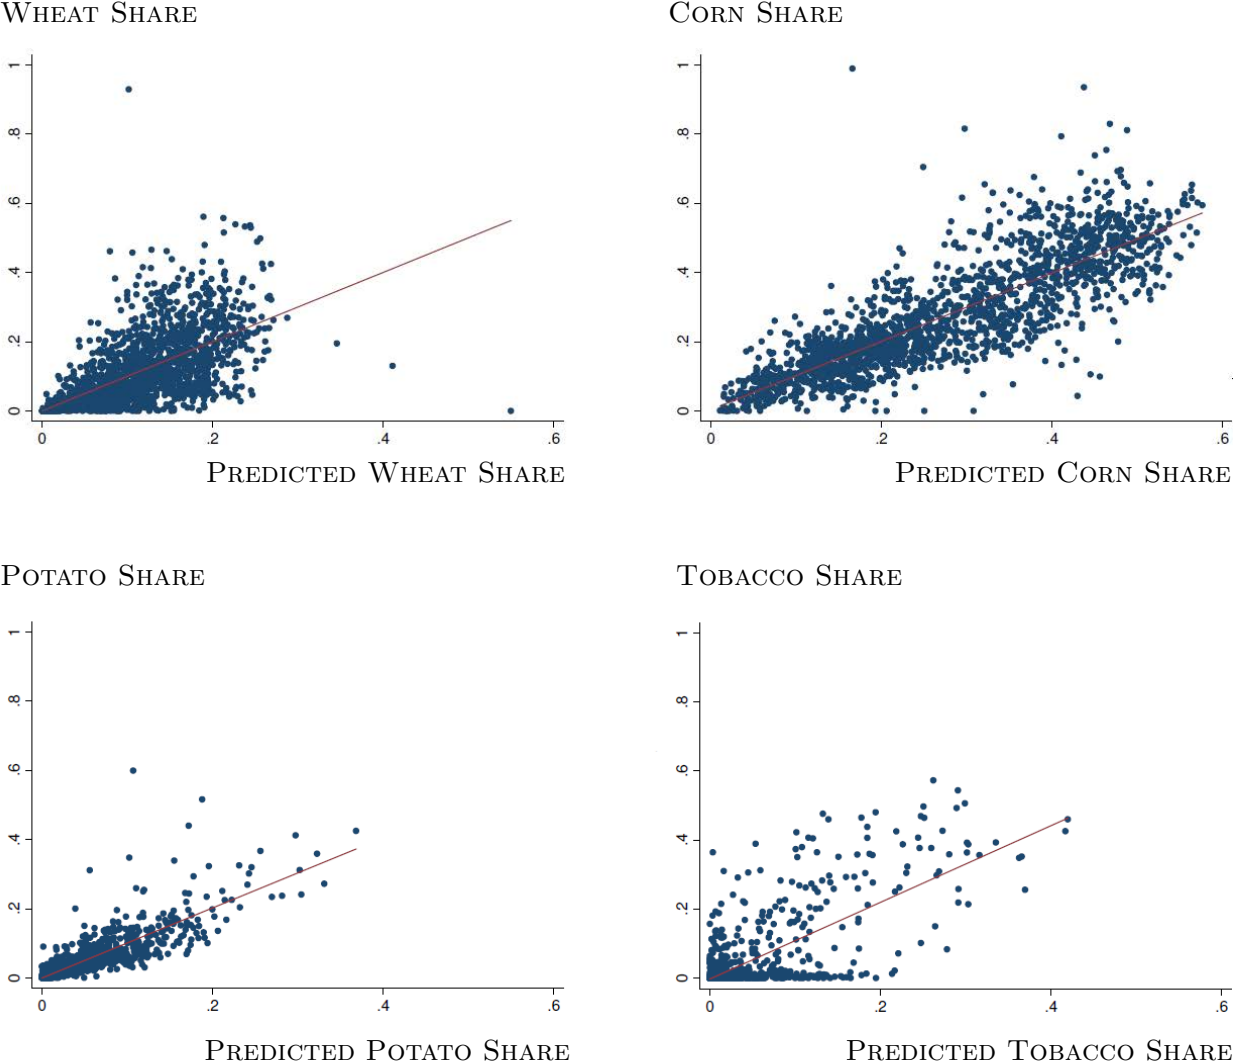 WHEAT SHARE
1
.8
.6
.4
.2
0
0 .2 .4 .6
PREDICTED WHEAT SHARE
CORN SHARE
1
.8
.6
.4
.2
0
0 .2 .4 .6
PREDICTED CORN SHARE
POTATO SHARE
1
.8
.6
.4
.2
0
0 .2 .4 .6
PREDICTED POTATO SHARE
TOBACCO SHARE
1
.8
.6
.4
.2
0
0 .2 .4 .6
PREDICTED TOBACCO SHARE